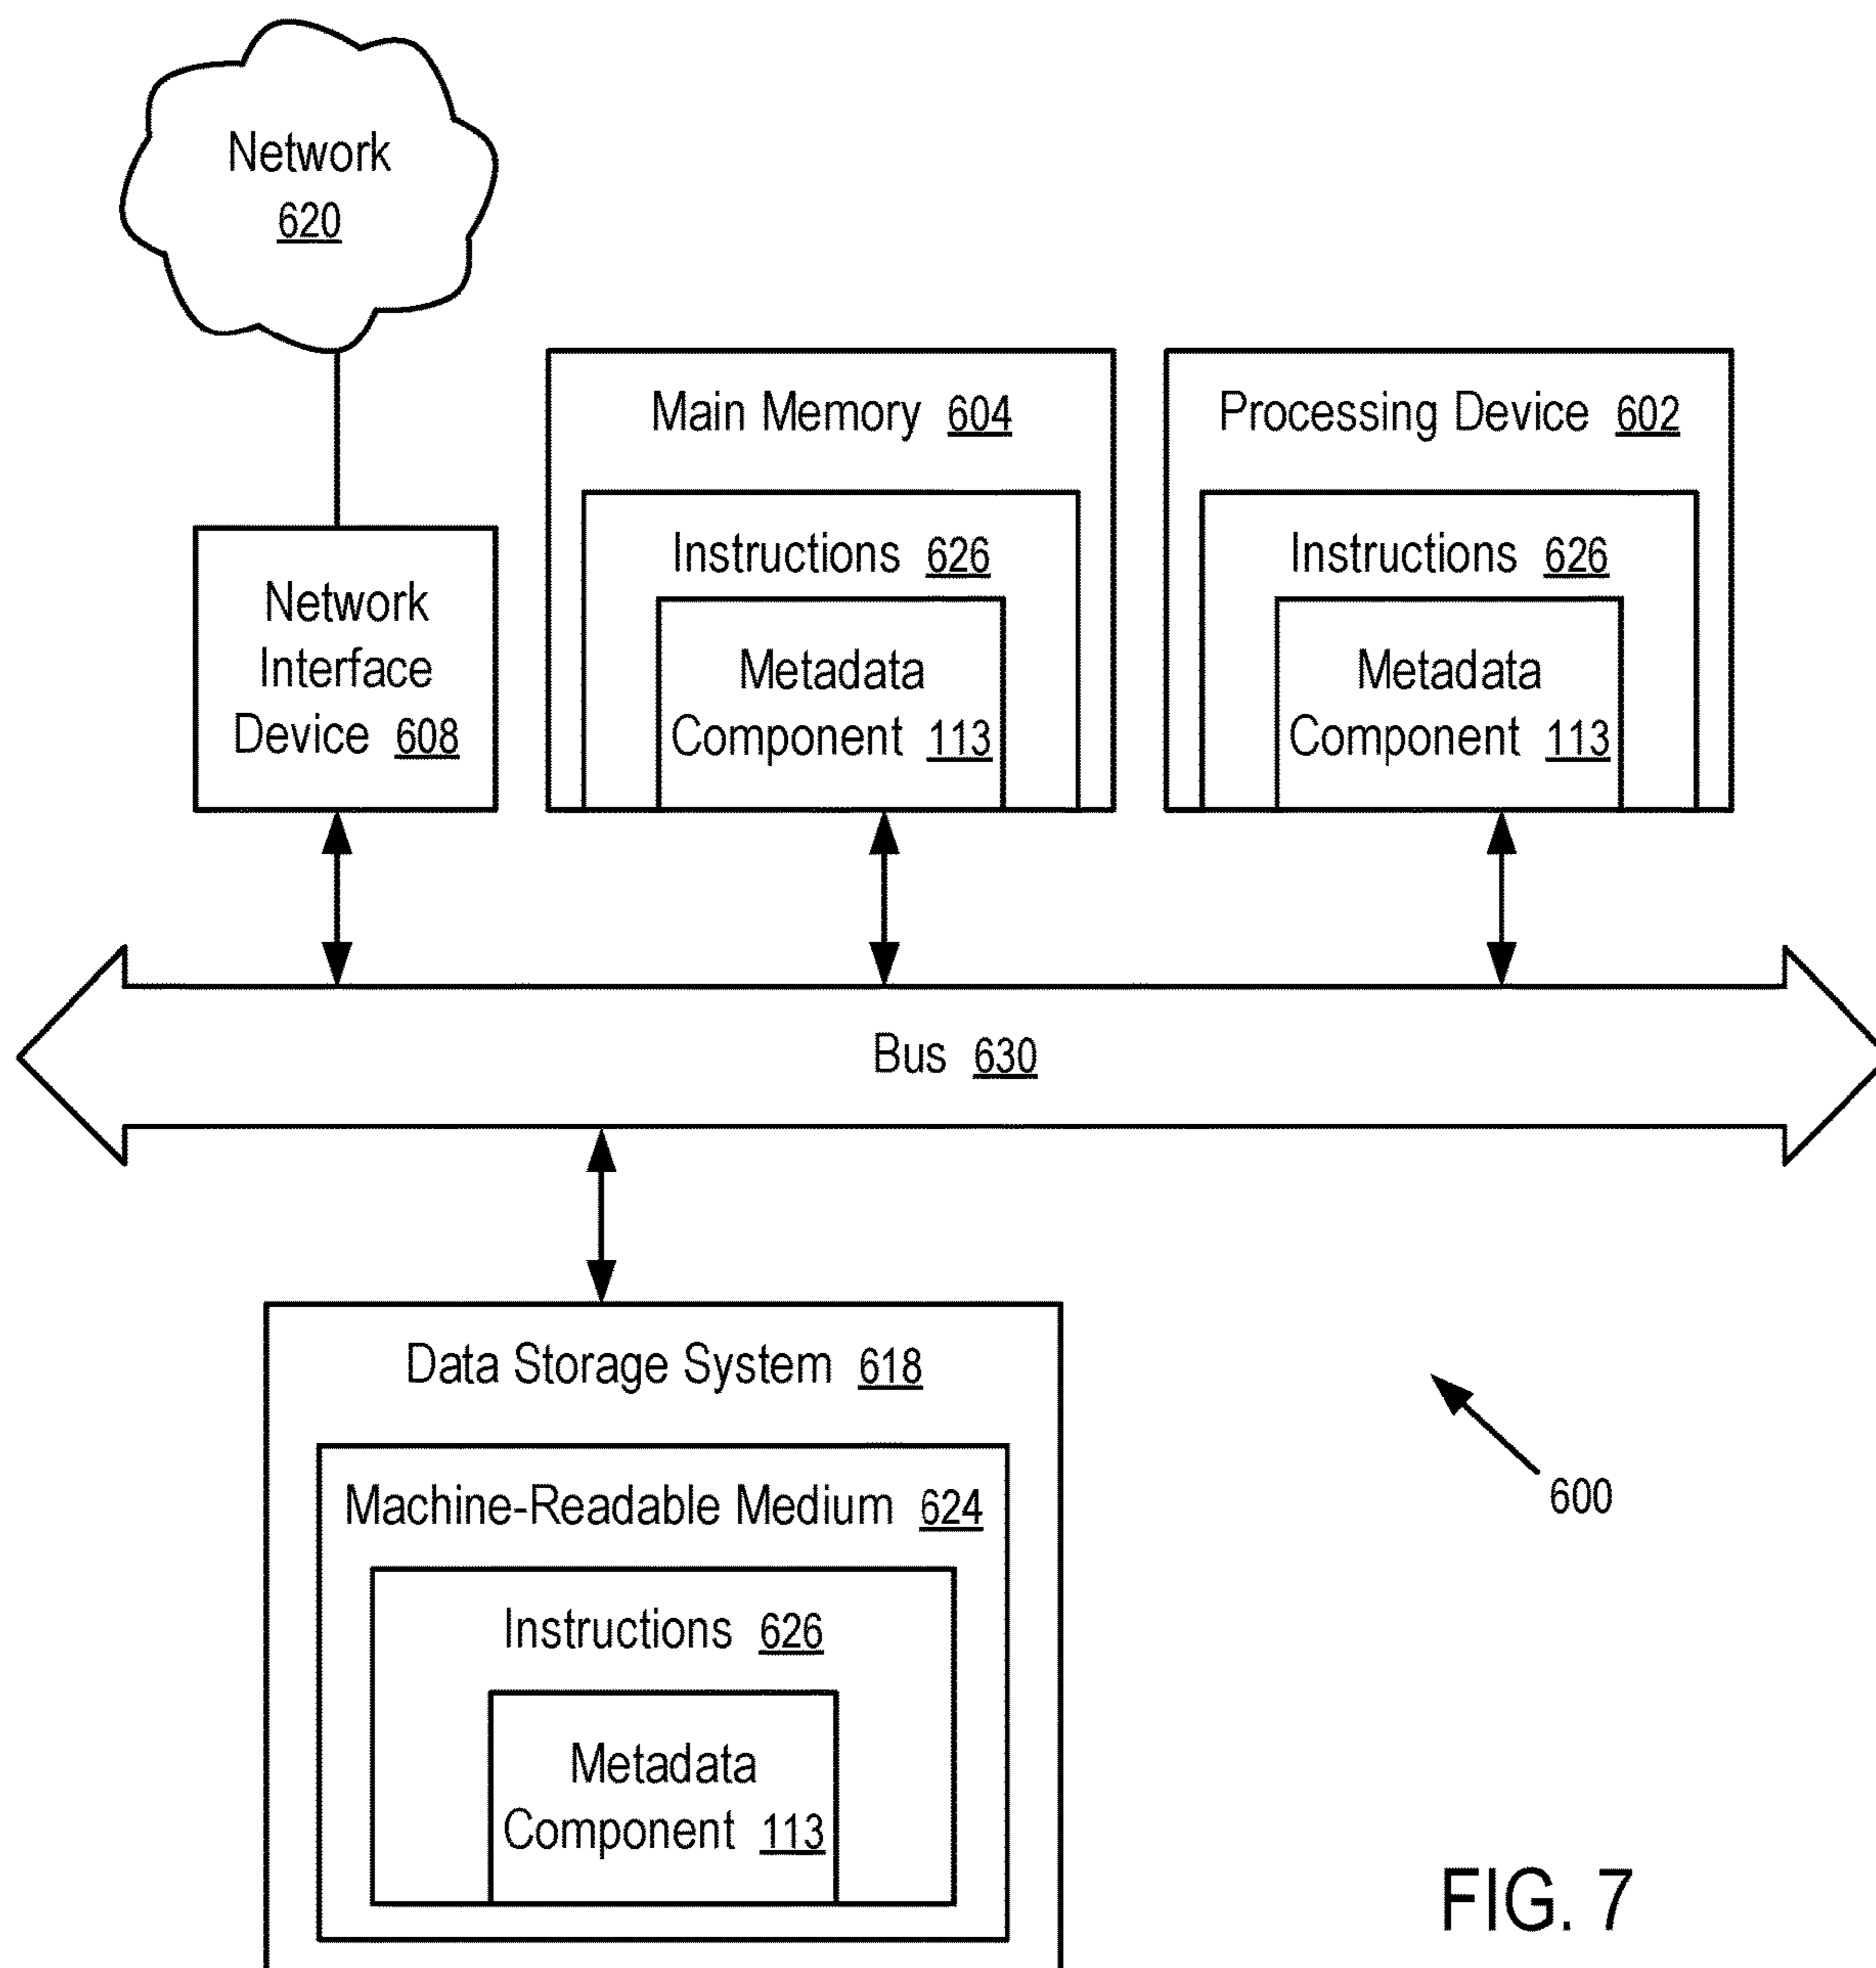 Network
620
Main Memory 604
Instructions 626
Metadata
Component 113
Processing Device 602
Instructions 626
Metadata
Component 113
Network
Interface
Device 608
Bus 630
Data Storage System 618
Machine-Readable Medium 624
Instructions 626
Metadata
Component 113
600
FIG. 7